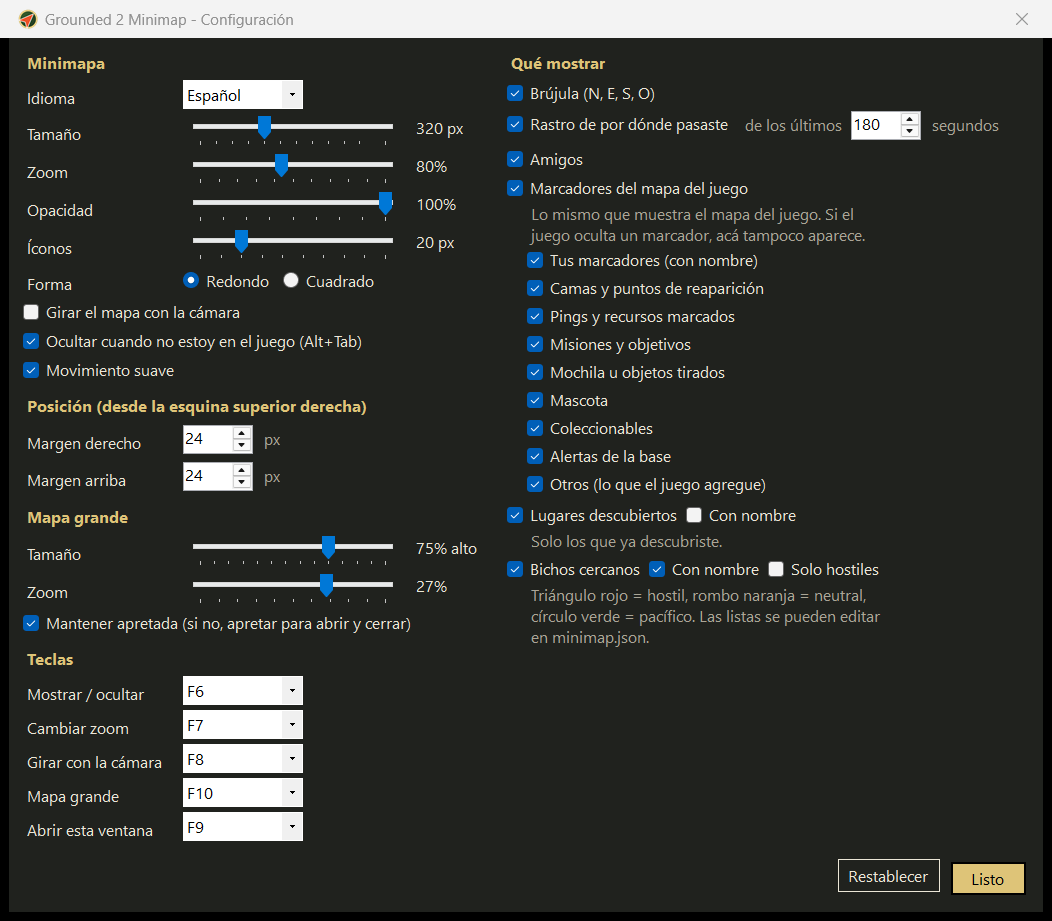 Grounded 2 Minimap - Configuración
Minimapa
Idioma Español
Tamaño 320 px
Zoom 80%
Opacidad 100%
Íconos 20 px
Forma Redondo Cuadrado
Girar el mapa con la cámara
Ocultar cuando no estoy en el juego (Alt+Tab)
Movimiento suave
Posición (desde la esquina superior derecha)
Margen derecho 24 px
Margen arriba 24 px
Mapa grande
Tamaño 75% alto
Zoom 27%
Mantener apretada (si no, apretar para abrir y cerrar)
Teclas
Mostrar / ocultar F6
Cambiar zoom F7
Girar con la cámara F8
Mapa grande F10
Abrir esta ventana F9
Qué mostrar
Brújula (N, E, S, O)
Rastro de por dónde pasaste de los últimos 180 segundos
Amigos
Marcadores del mapa del juego
Lo mismo que muestra el mapa del juego. Si el
juego oculta un marcador, acá tampoco aparece.
Tus marcadores (con nombre)
Camas y puntos de reaparición
Pings y recursos marcados
Misiones y objetivos
Mochila u objetos tirados
Mascota
Coleccionables
Alertas de la base
Otros (lo que el juego agregue)
Lugares descubiertos Con nombre
Solo los que ya descubriste.
Bichos cercanos Con nombre Solo hostiles
Triángulo rojo = hostil, rombo naranja = neutral,
círculo verde = pacífico. Las listas se pueden editar
en minimap.json.
Restablecer Listo